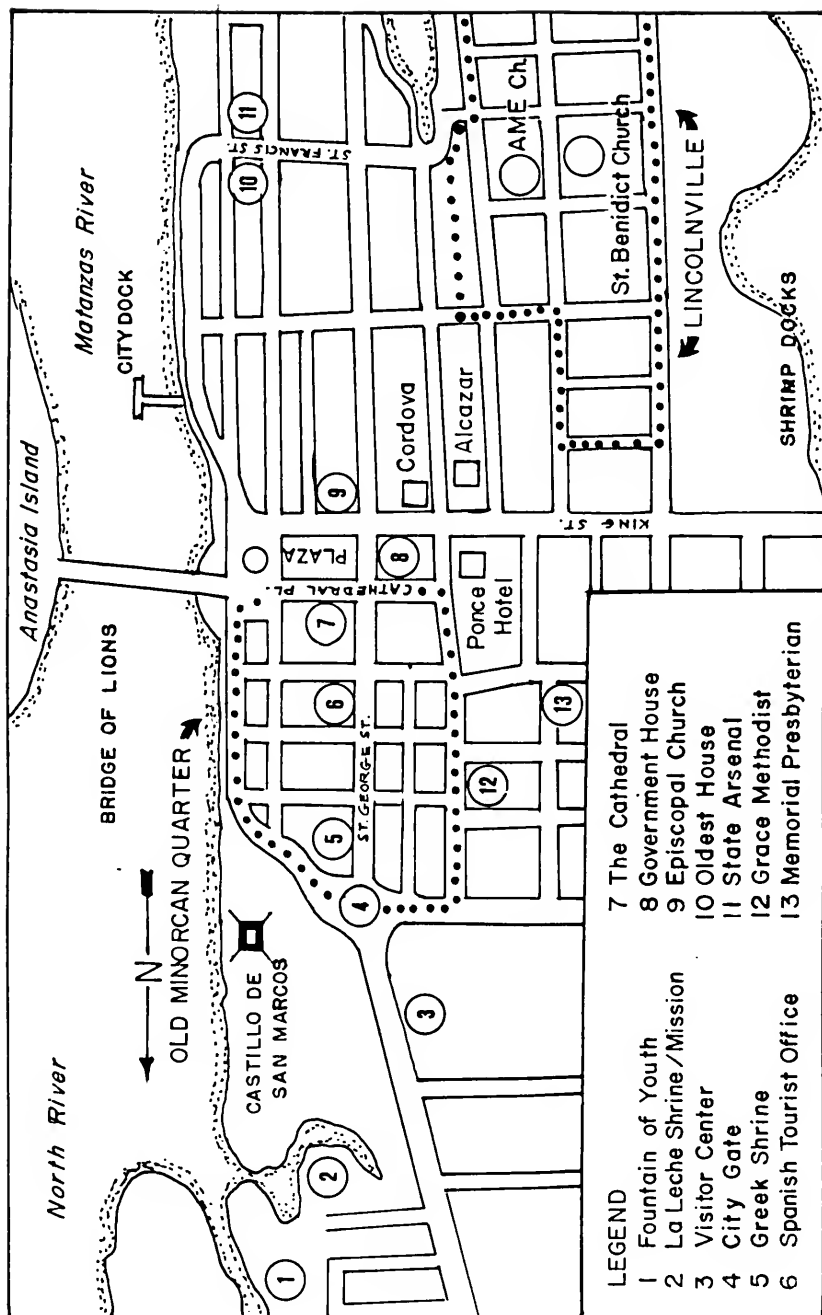 North River
Anastasia Island
Matanzas River
BRIDGE OF LIONS
CITY DOCK
N
OLD MINORCAN QUARTER
CASTILLO DE
SAN MARCOS
1
2
3
4
5
6
7
8
9
10
11
12
13
ST. GEORGE ST.
CATHEDRAL PL.
PLAZA
KING ST.
ST. FRANCIS ST.
Cordova
Alcazar
Ponce
Hotel
AME Ch.
St. Benidict Church
LINCOLNVILLE
SHRIMP DOCKS
LEGEND
1 Fountain of Youth
2 La Leche Shrine/Mission
3 Visitor Center
4 City Gate
5 Greek Shrine
6 Spanish Tourist Office
7 The Cathedral
8 Government House
9 Episcopal Church
10 Oldest House
11 State Arsenal
12 Grace Methodist
13 Memorial Presbyterian